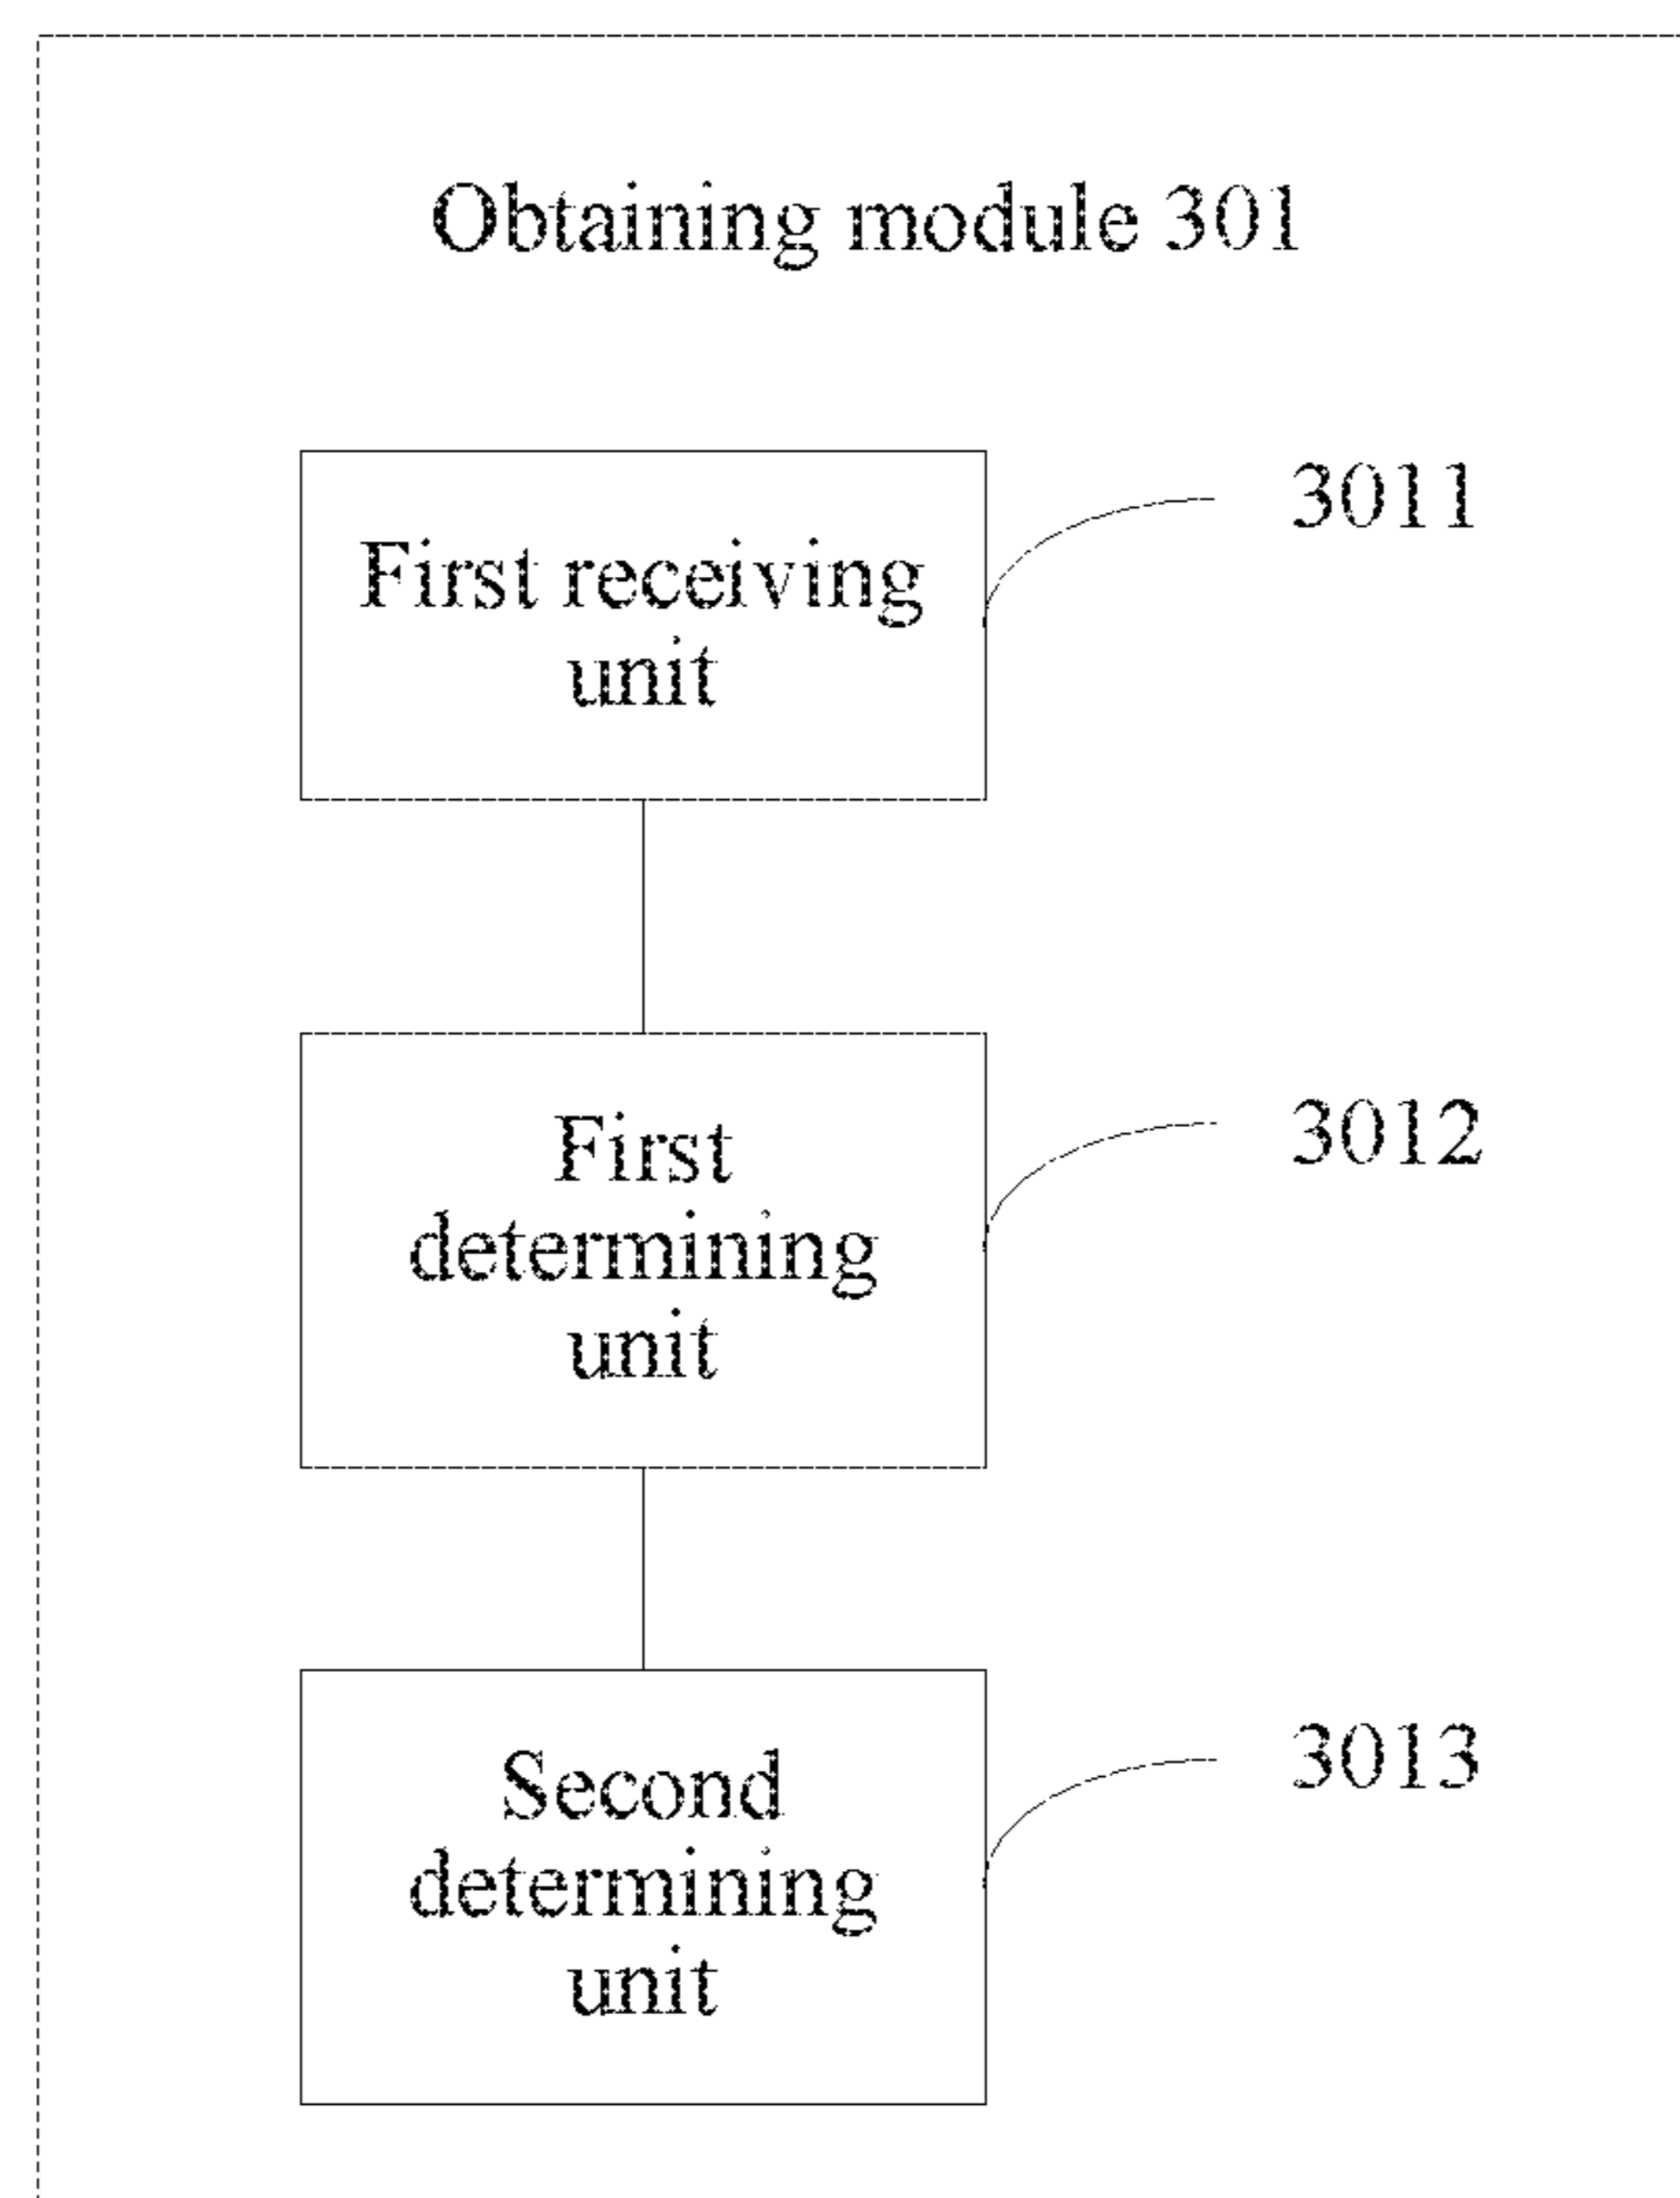 Obtaining module 301
First receiving
unit
3011
First
determining
unit
3012
Second
determining
unit
3013